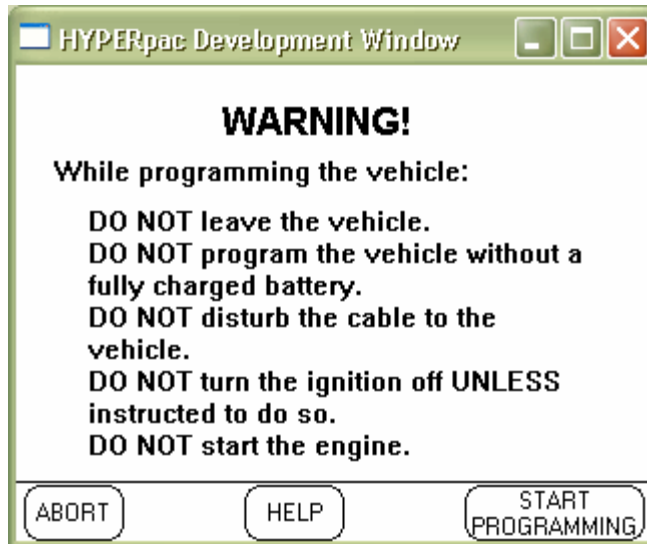 HYPERpac Development Window
WARNING!
While programming the vehicle:
DO NOT leave the vehicle.
DO NOT program the vehicle without a
fully charged battery.
DO NOT disturb the cable to the
vehicle.
DO NOT turn the ignition off UNLESS
instructed to do so.
DO NOT start the engine.
ABORT
HELP
START
PROGRAMMING